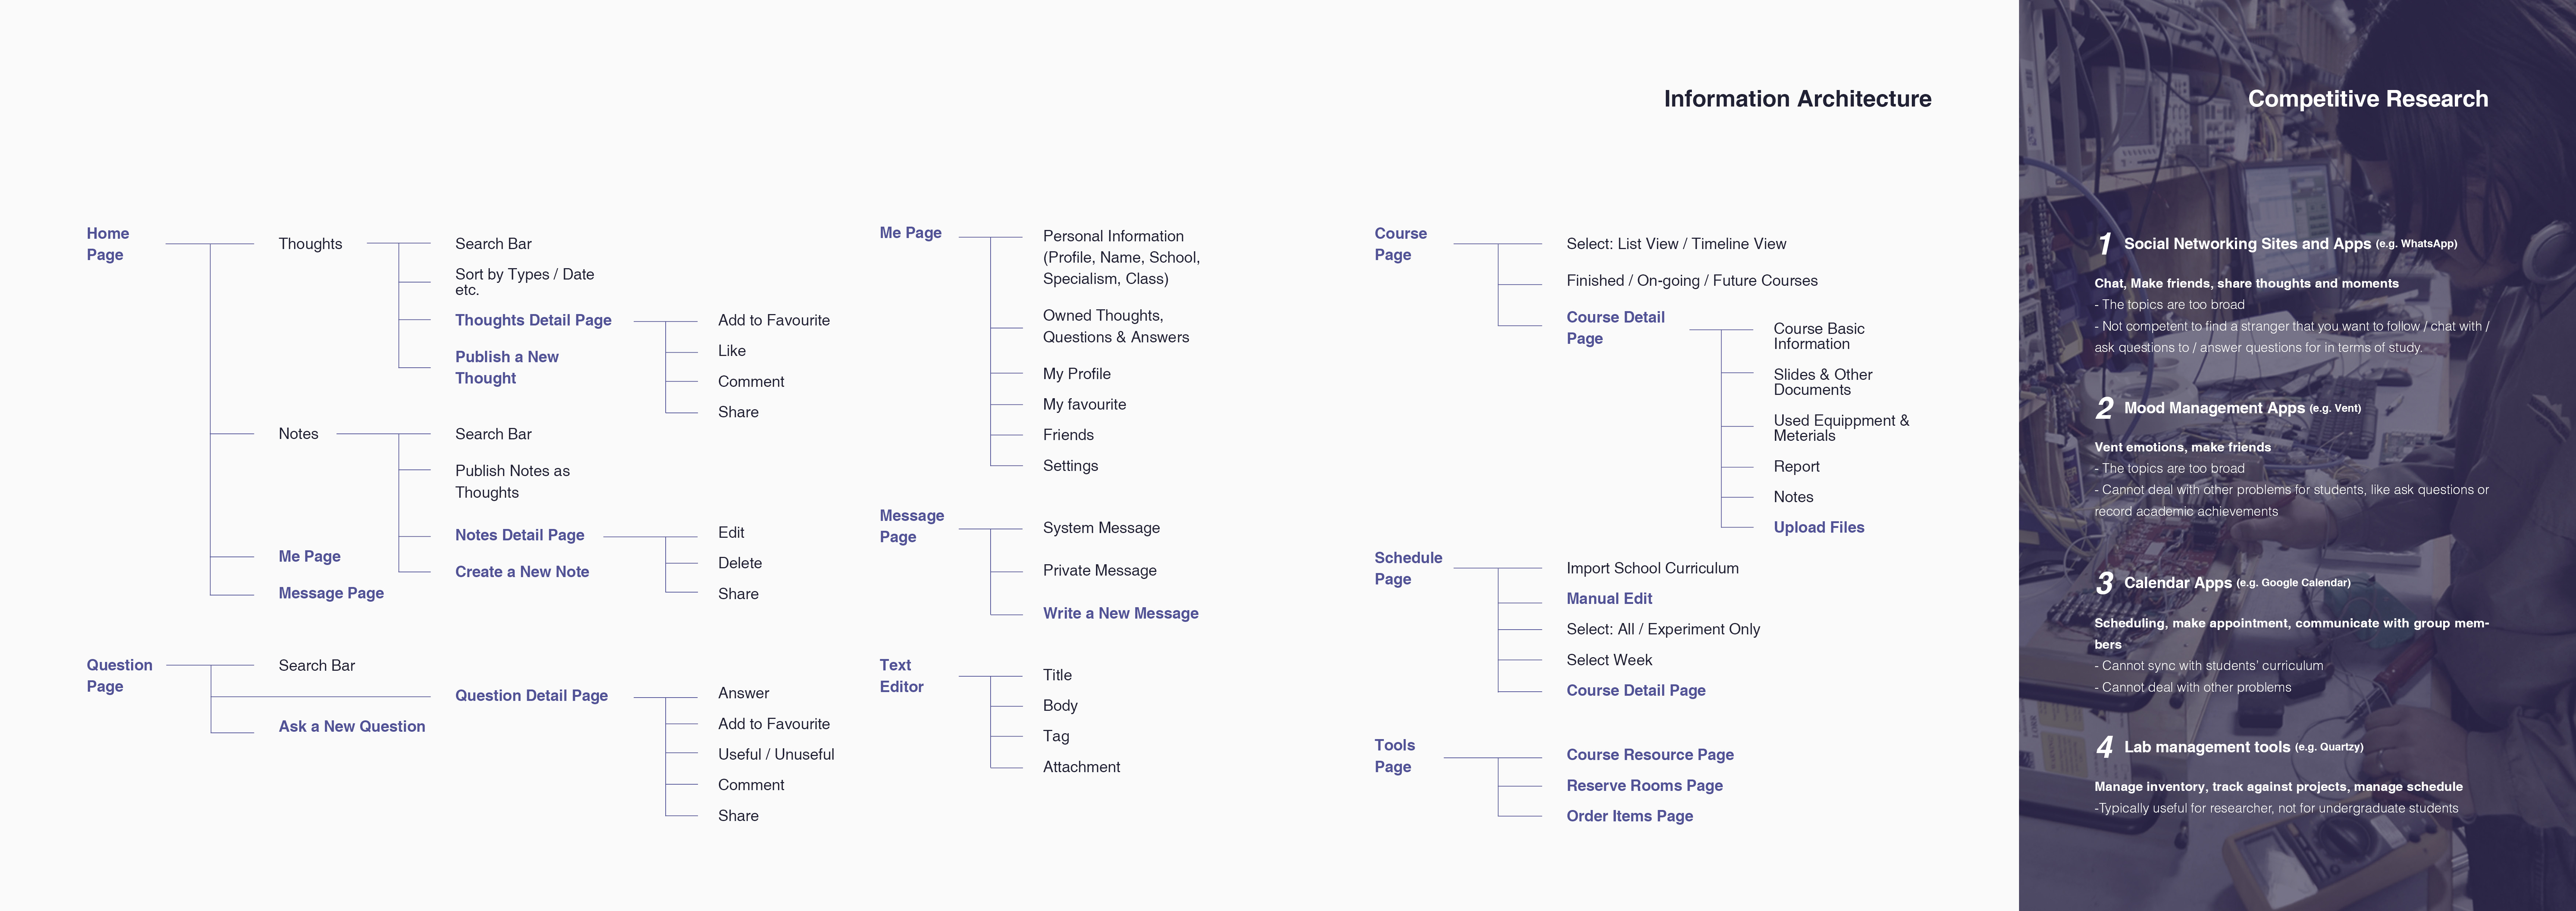 Information Architecture
Home
Page
Thoughts
Search Bar
Sort by Types / Date
etc.
Thoughts Detail Page
Add to Favourite
Like
Comment
Share
Publish a New
Thought
Notes
Search Bar
Publish Notes as
Thoughts
Notes Detail Page
Edit
Delete
Share
Create a New Note
Me Page
Message Page
Question
Page
Search Bar
Question Detail Page
Answer
Add to Favourite
Useful / Unuseful
Comment
Share
Ask a New Question
Me Page
Personal Information
(Profile, Name, School,
Specialism, Class)
Owned Thoughts,
Questions & Answers
My Profile
My favourite
Friends
Settings
Message
Page
System Message
Private Message
Write a New Message
Text
Editor
Title
Body
Tag
Attachment
Course
Page
Select: List View / Timeline View
Finished / On-going / Future Courses
Course Detail
Page
Course Basic
Information
Slides & Other
Documents
Used Equippment &
Meterials
Report
Notes
Upload Files
Schedule
Page
Import School Curriculum
Manual Edit
Select: All / Experiment Only
Select Week
Course Detail Page
Tools
Page
Course Resource Page
Reserve Rooms Page
Order Items Page
Competitive Research
1 Social Networking Sites and Apps (e.g. WhatsApp)
Chat, Make friends, share thoughts and moments
- The topics are too broad
- Not competent to find a stranger that you want to follow / chat with /
ask questions to / answer questions for in terms of study.
2 Mood Management Apps (e.g. Vent)
Vent emotions, make friends
- The topics are too broad
- Cannot deal with other problems for students, like ask questions or
record academic achievements
3 Calendar Apps (e.g. Google Calendar)
Scheduling, make appointment, communicate with group mem-
bers
- Cannot sync with students' curriculum
- Cannot deal with other problems
4 Lab management tools (e.g. Quartzy)
Manage inventory, track against projects, manage schedule
-Typically useful for researcher, not for undergraduate students